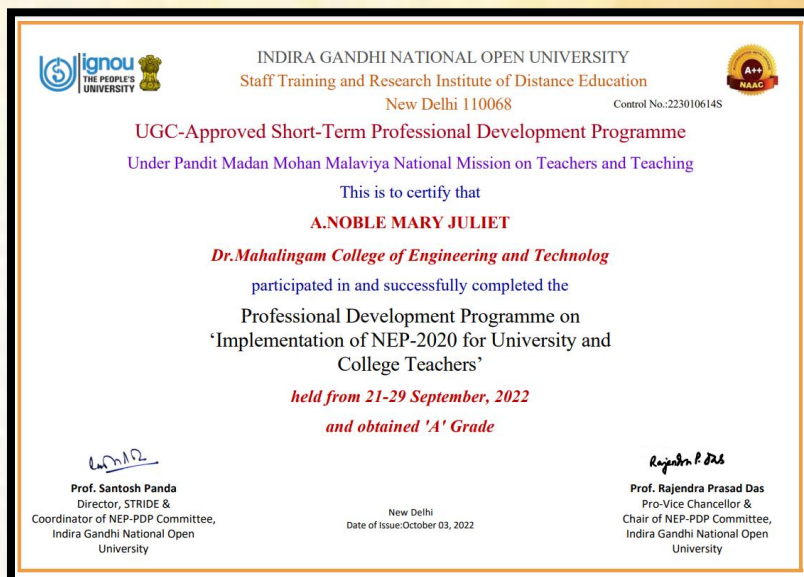 ignou
THE PEOPLE'S
UNIVERSITY
INDIRA GANDHI NATIONAL OPEN UNIVERSITY
Staff Training and Research Institute of Distance Education
New Delhi 110068
Control No.:223010614S
A++
NAAC
UGC-Approved Short-Term Professional Development Programme
Under Pandit Madan Mohan Malaviya National Mission on Teachers and Teaching
This is to certify that
A.NOBLE MARY JULIET
Dr.Mahalingam College of Engineering and Technolog
participated in and successfully completed the
Professional Development Programme on
‘Implementation of NEP-2020 for University and
College Teachers’
held from 21-29 September, 2022
and obtained 'A' Grade
Prof. Santosh Panda
Director, STRIDE &
Coordinator of NEP-PDP Committee,
Indira Gandhi National Open
University
New Delhi
Date of Issue:October 03, 2022
Rajendra P. Das
Prof. Rajendra Prasad Das
Pro-Vice Chancellor &
Chair of NEP-PDP Committee,
Indira Gandhi National Open
University